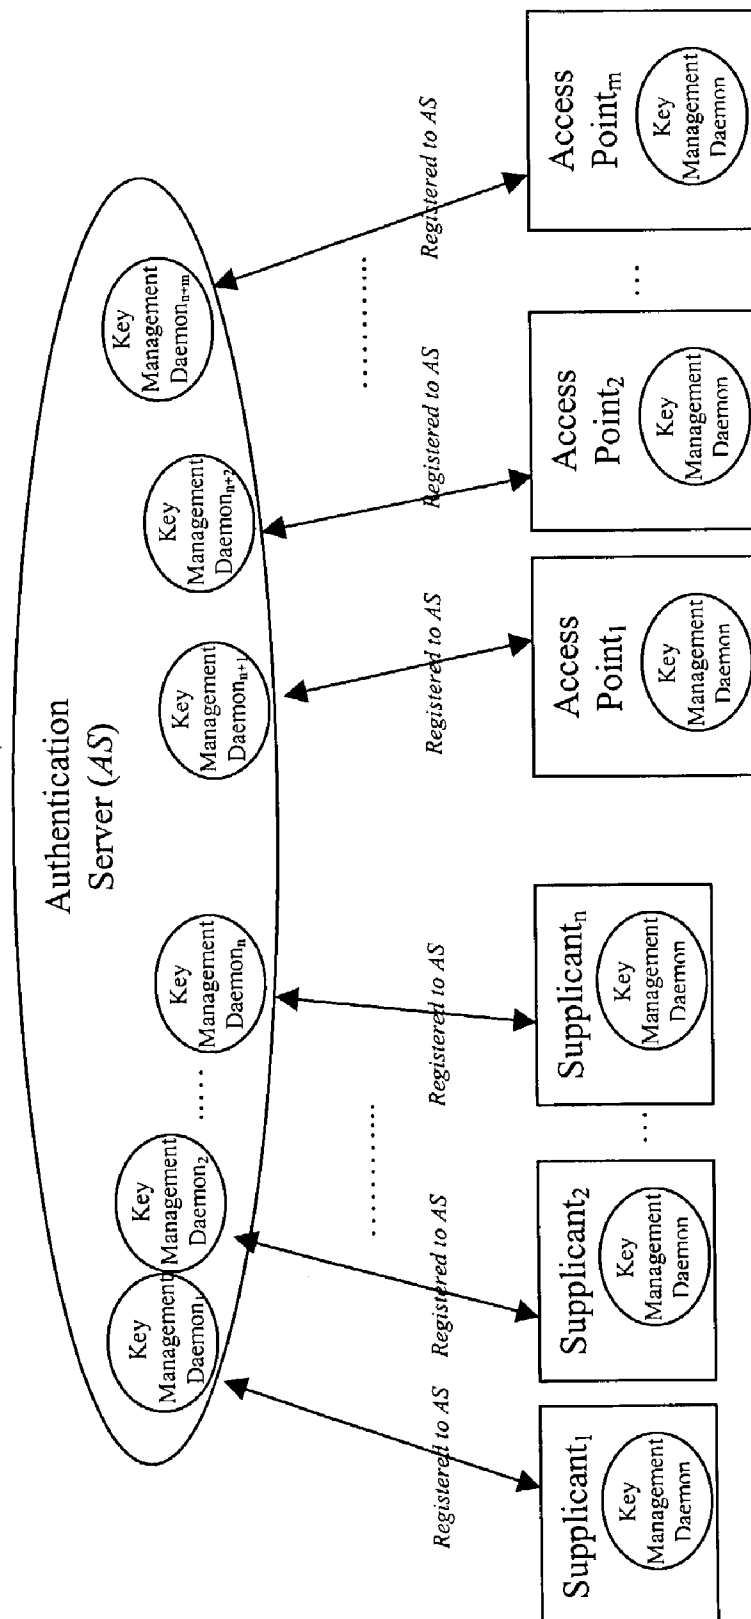 Authentication
Server (AS)
Key
Management
Daemon₁
Key
Management
Daemon₂
.....
Key
Management
Daemonₙ
Key
Management
Daemonₙ₊₁
Key
Management
Daemonₙ₊₂
Key
Management
Daemonₙ₊ₘ
Registered to AS
Registered to AS
...........
Registered to AS
Registered to AS
Registered to AS
...........
Registered to AS
Supplicant₁
Key
Management
Daemon
Supplicant₂
Key
Management
Daemon
...
Supplicantₙ
Key
Management
Daemon
Access
Point₁
Key
Management
Daemon
Access
Point₂
Key
Management
Daemon
...
Access
Pointₘ
Key
Management
Daemon